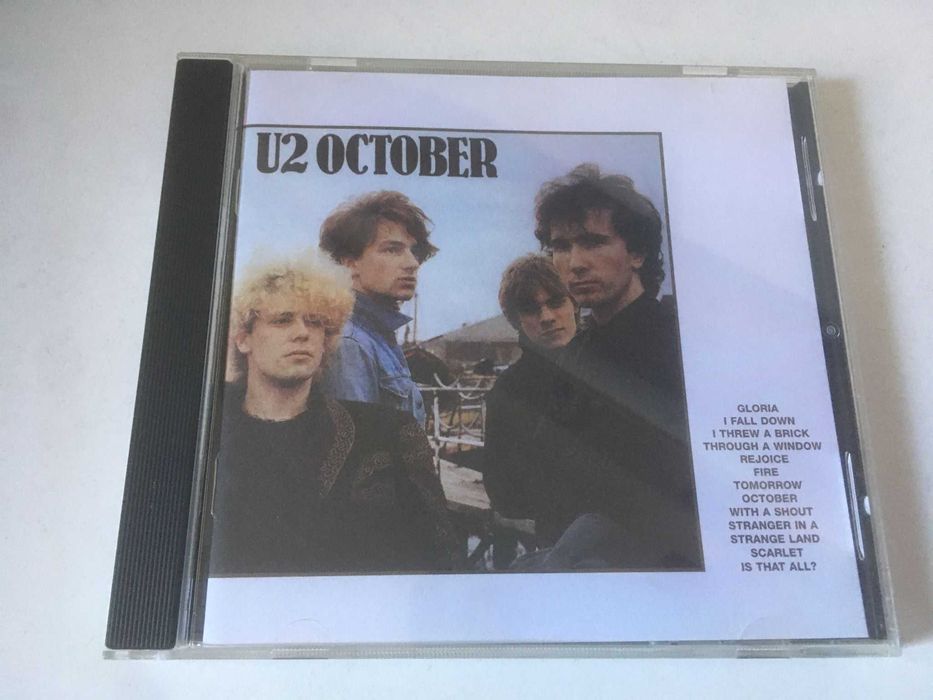 U2 OCTOBER
GLORIA
I FALL DOWN
I THREW A BRICK
THROUGH A WINDOW
REJOICE
FIRE
TOMORROW
OCTOBER
WITH A SHOUT
STRANGER IN A
STRANGE LAND
SCARLET
IS THAT ALL?